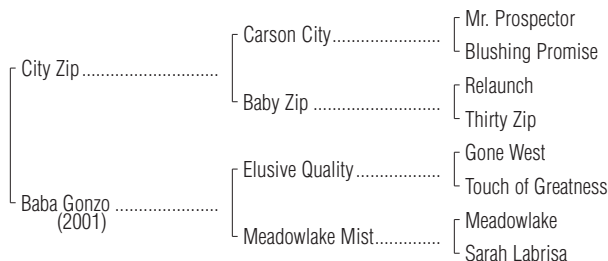 Mr. Prospector
Carson City
Blushing Promise
City Zip
Relaunch
Baby Zip
Thirty Zip
Gone West
Elusive Quality
Touch of Greatness
Baba Gonzo
(2001)
Meadowlake
Meadowlake Mist
Sarah Labrisa